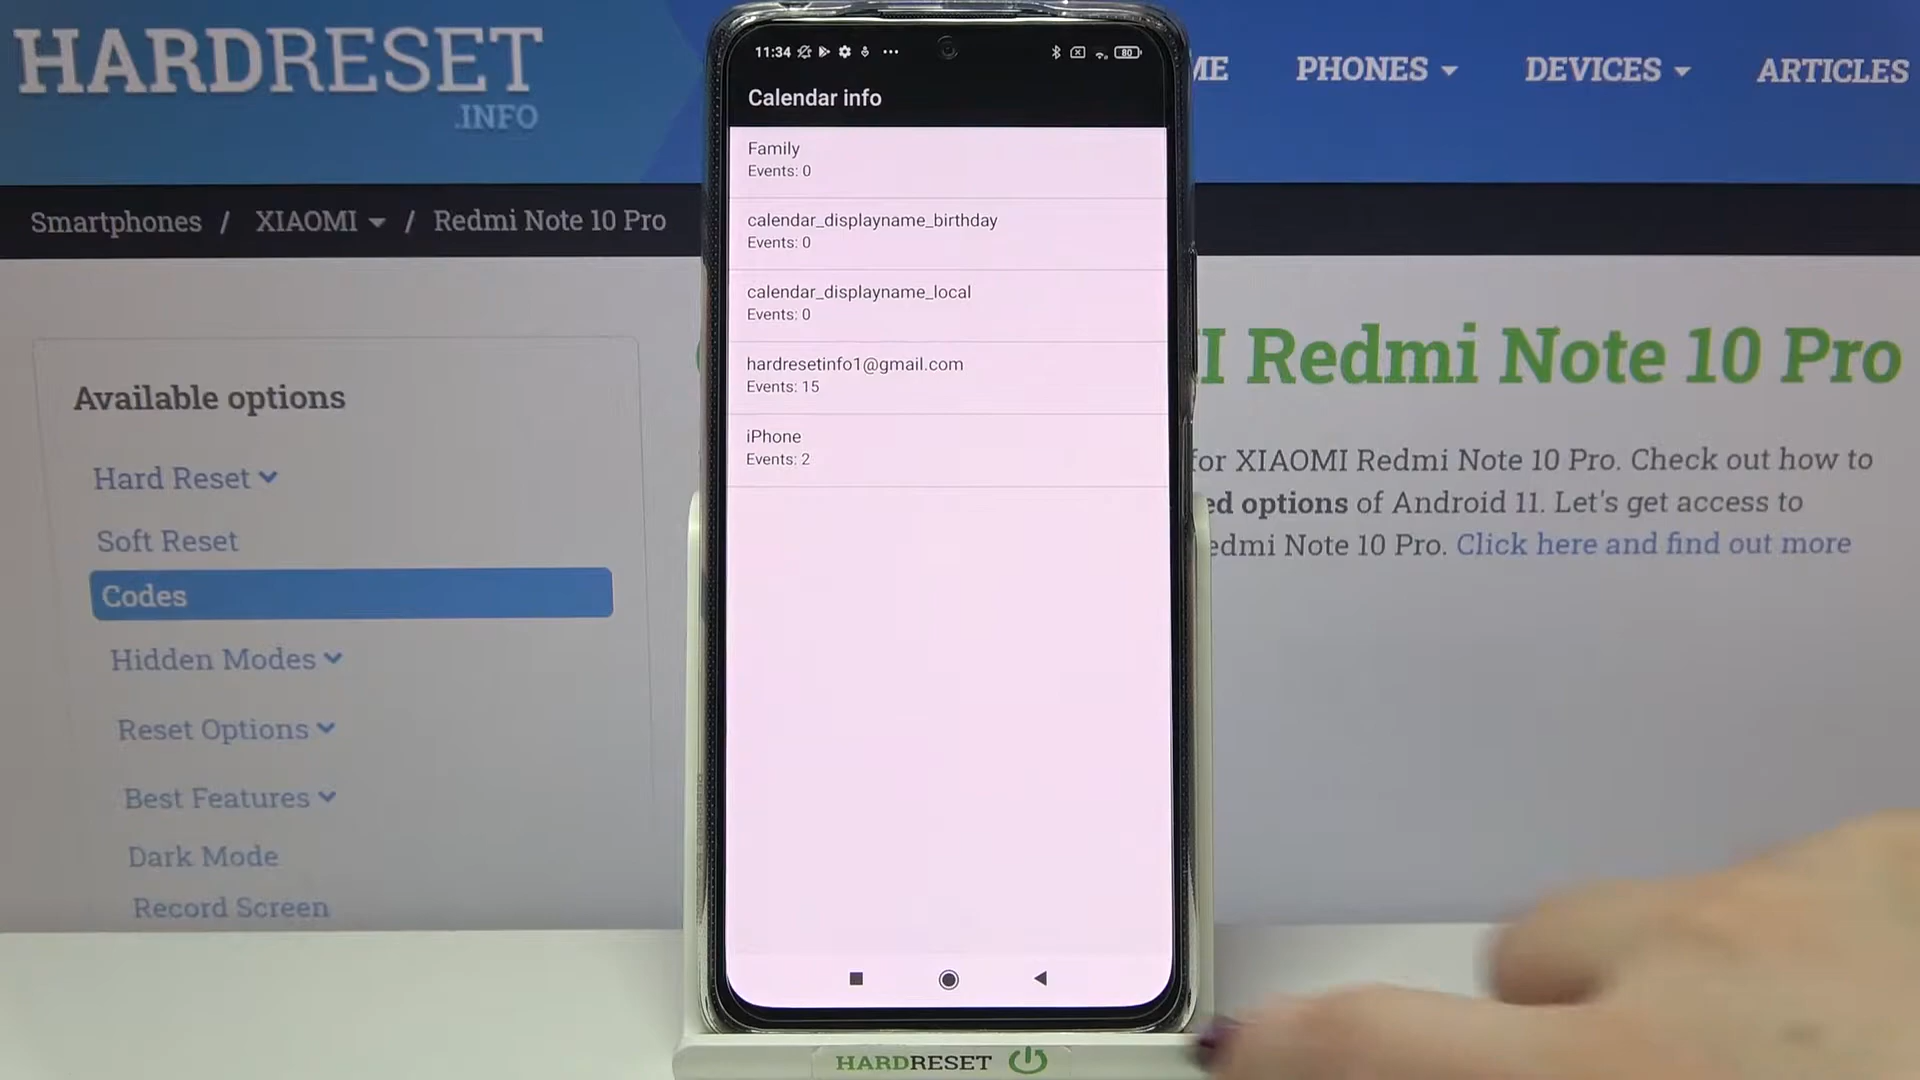 HARDRESET
.INFO
PHONES
DEVICES
ARTICLES
Smartphones / XIAOMI / Redmi Note 10 Pro
Available options
Hard Reset
Soft Reset
Codes
Hidden Modes
Reset Options
Best Features
Dark Mode
Record Screen
11:34
80
Calendar info
Family
Events: 0
calendar_displayname_birthday
Events: 0
calendar_displayname_local
Events: 0
hardresetinfo1@gmail.com
Events: 15
iPhone
Events: 2
Redmi Note 10 Pro
for XIAOMI Redmi Note 10 Pro. Check out how to
options of Android 11. Let's get access to
Note 10 Pro. Click here and find out more
HARDRESET